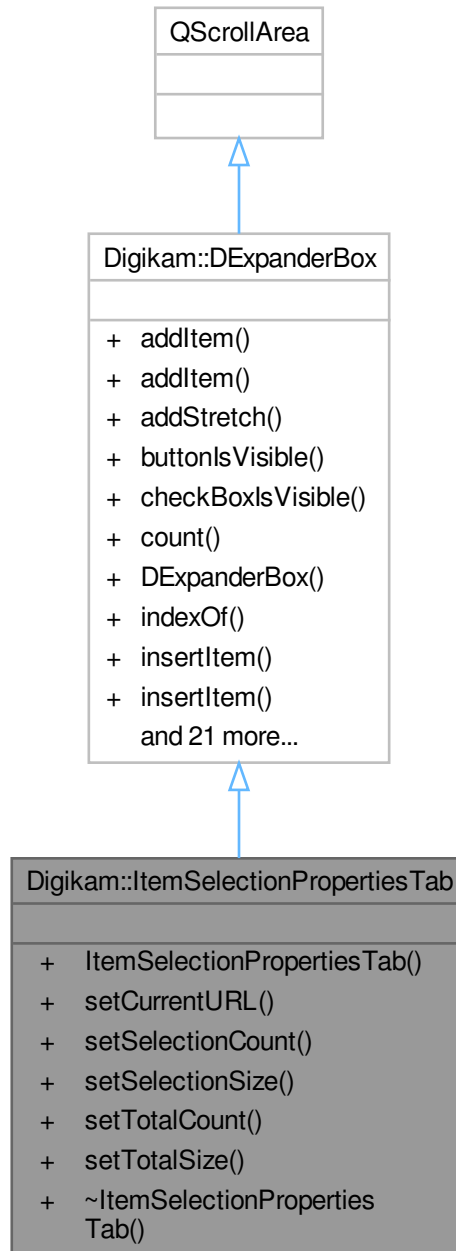 QScrollArea
Digikam::DExpanderBox
+ addItem()
+ addItem()
+ addStretch()
+ buttonIsVisible()
+ checkBoxIsVisible()
+ count()
+ DExpanderBox()
+ indexOf()
+ insertItem()
+ insertItem()
and 21 more...
Digikam::ItemSelectionPropertiesTab
+ ItemSelectionPropertiesTab()
+ setCurrentURL()
+ setSelectionCount()
+ setSelectionSize()
+ setTotalCount()
+ setTotalSize()
+ ~ItemSelectionProperties
Tab()